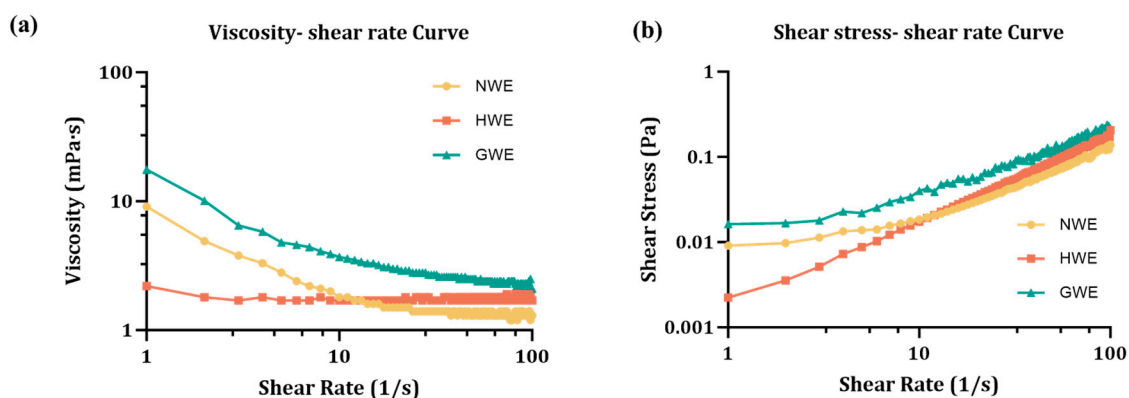 (a)
Viscosity- shear rate Curve
Viscosity (mPa·s)
100
10
1
NWE
HWE
GWE
1
10
100
Shear Rate (1/s)
(b)
Shear stress- shear rate Curve
Shear Stress (Pa)
1
0.1
0.01
0.001
NWE
HWE
GWE
1
10
100
Shear Rate (1/s)